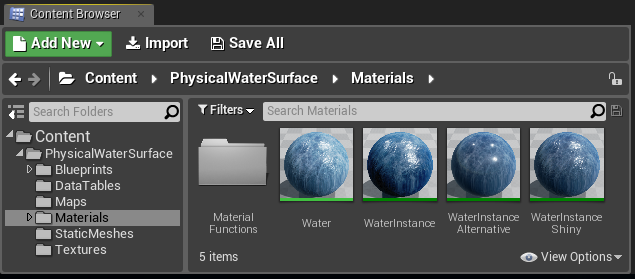 Content Browser
Add New
Import
Save All
Content
PhysicalWaterSurface
Materials
Search Folders
Content
PhysicalWaterSurface
Blueprints
DataTables
Maps
Materials
StaticMeshes
Textures
Filters
Search Materials
Material
Functions
Water
WaterInstance
WaterInstance
Alternative
WaterInstance
Shiny
5 items
View Options